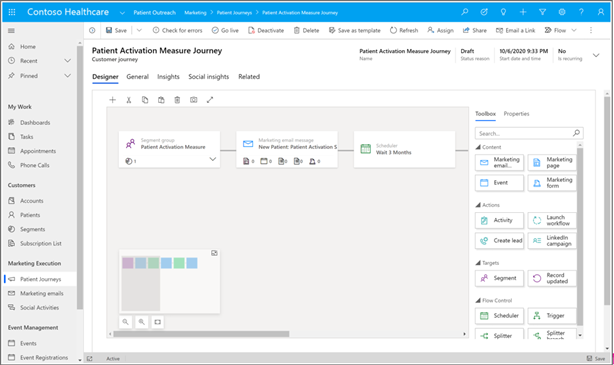 Contoso Healthcare
Patient Outreach
Marketing > Patient Journeys > Patient Activation Measure Journey
Save
Check for errors
Go live
Deactivate
Delete
Save as template
Refresh
Assign
Share
Email a Link
Flow
Home
Recent
Pinned
My Work
Dashboards
Tasks
Appointments
Phone Calls
Customers
Accounts
Patients
Segments
Subscription List
Marketing Execution
Patient Journeys
Marketing emails
Social Activities
Event Management
Events
Event Registrations
Patient Activation Measure Journey
Customer journey
Patient Activation Measure Journey
Name
Draft
Status reason
10/6/2020 9:33 PM
Start date and time
No
Is recurring
Designer
General
Insights
Social insights
Related
Segment group
Patient Activation Measure
1
Marketing email message
New Patient: Patient Activation S
0
0
0
0
0
Scheduler
Wait 3 Months
Toolbox
Properties
Search...
Content
Marketing
email...
Marketing
page
Event
Marketing
form
Actions
Activity
Launch
workflow
Create lead
LinkedIn
campaign
Targets
Segment
Record
updated
Flow Control
Scheduler
Trigger
Splitter
Splitter
Active
Save